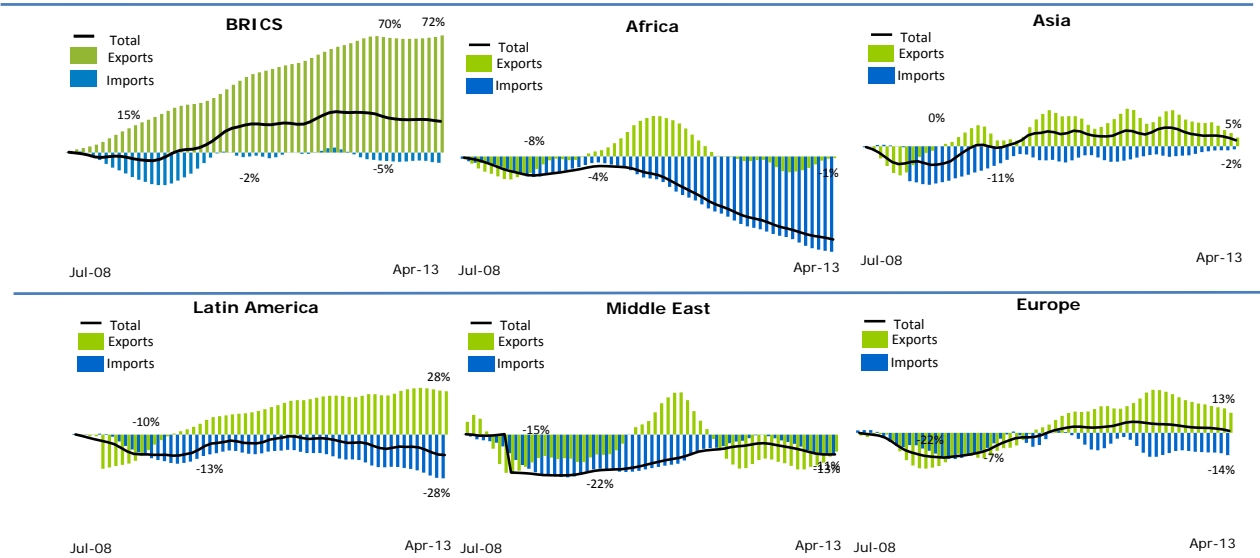 BRICS
Total
Exports
Imports
15%
70%
72%
-2%
-5%
Jul-08
Apr-13
Africa
Total
Exports
Imports
-8%
-4%
-1%
Jul-08
Apr-13
Asia
Total
Exports
Imports
0%
5%
-11%
-2%
Jul-08
Apr-13
Latin America
Total
Exports
Imports
28%
-10%
-13%
-28%
Jul-08
Apr-13
Middle East
Total
Exports
Imports
-15%
-11%
-13%
-22%
Jul-08
Apr-13
Europe
Total
Exports
Imports
13%
-22%
-7%
-14%
Jul-08
Apr-13